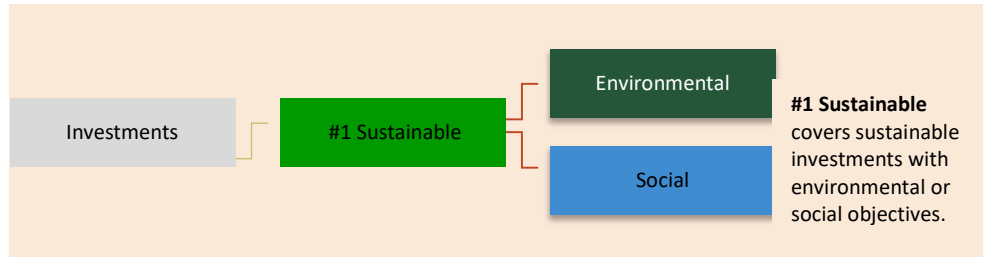 Investments
#1 Sustainable
Environmental
Social
#1 Sustainable
covers sustainable
investments with
environmental or
social objectives.